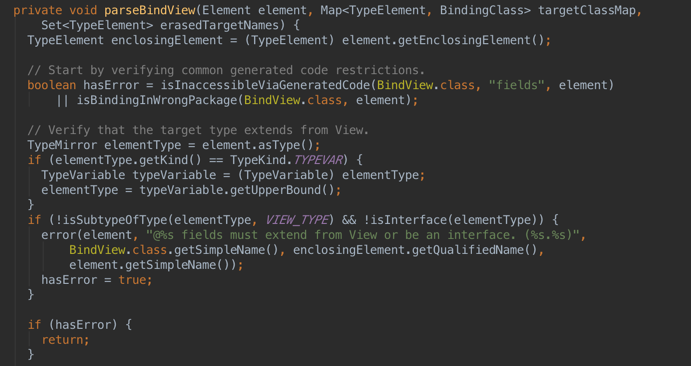 private void parseBindView(Element element, Map<TypeElement, BindingClass> targetClassMap,
Set<TypeElement> erasedTargetNames) {
TypeElement enclosingElement = (TypeElement) element.getEnclosingElement();
// Start by verifying common generated code restrictions.
boolean hasError = isInaccessibleViaGeneratedCode(BindView.class, "fields", element)
|| isBindingInWrongPackage(BindView.class, element);
// Verify that the target type extends from View.
TypeMirror elementType = element.asType();
if (elementType.getKind() == TypeKind.TYPEVAR) {
TypeVariable typeVariable = (TypeVariable) elementType;
elementType = typeVariable.getUpperBound();
}
if (!isSubtypeOfType(elementType, VIEW_TYPE) && !isInterface(elementType)) {
error(element, "@%s fields must extend from View or be an interface. (%s.%s)",
BindView.class.getSimpleName(), enclosingElement.getQualifiedName(),
element.getSimpleName());
hasError = true;
}
if (hasError) {
return;
}